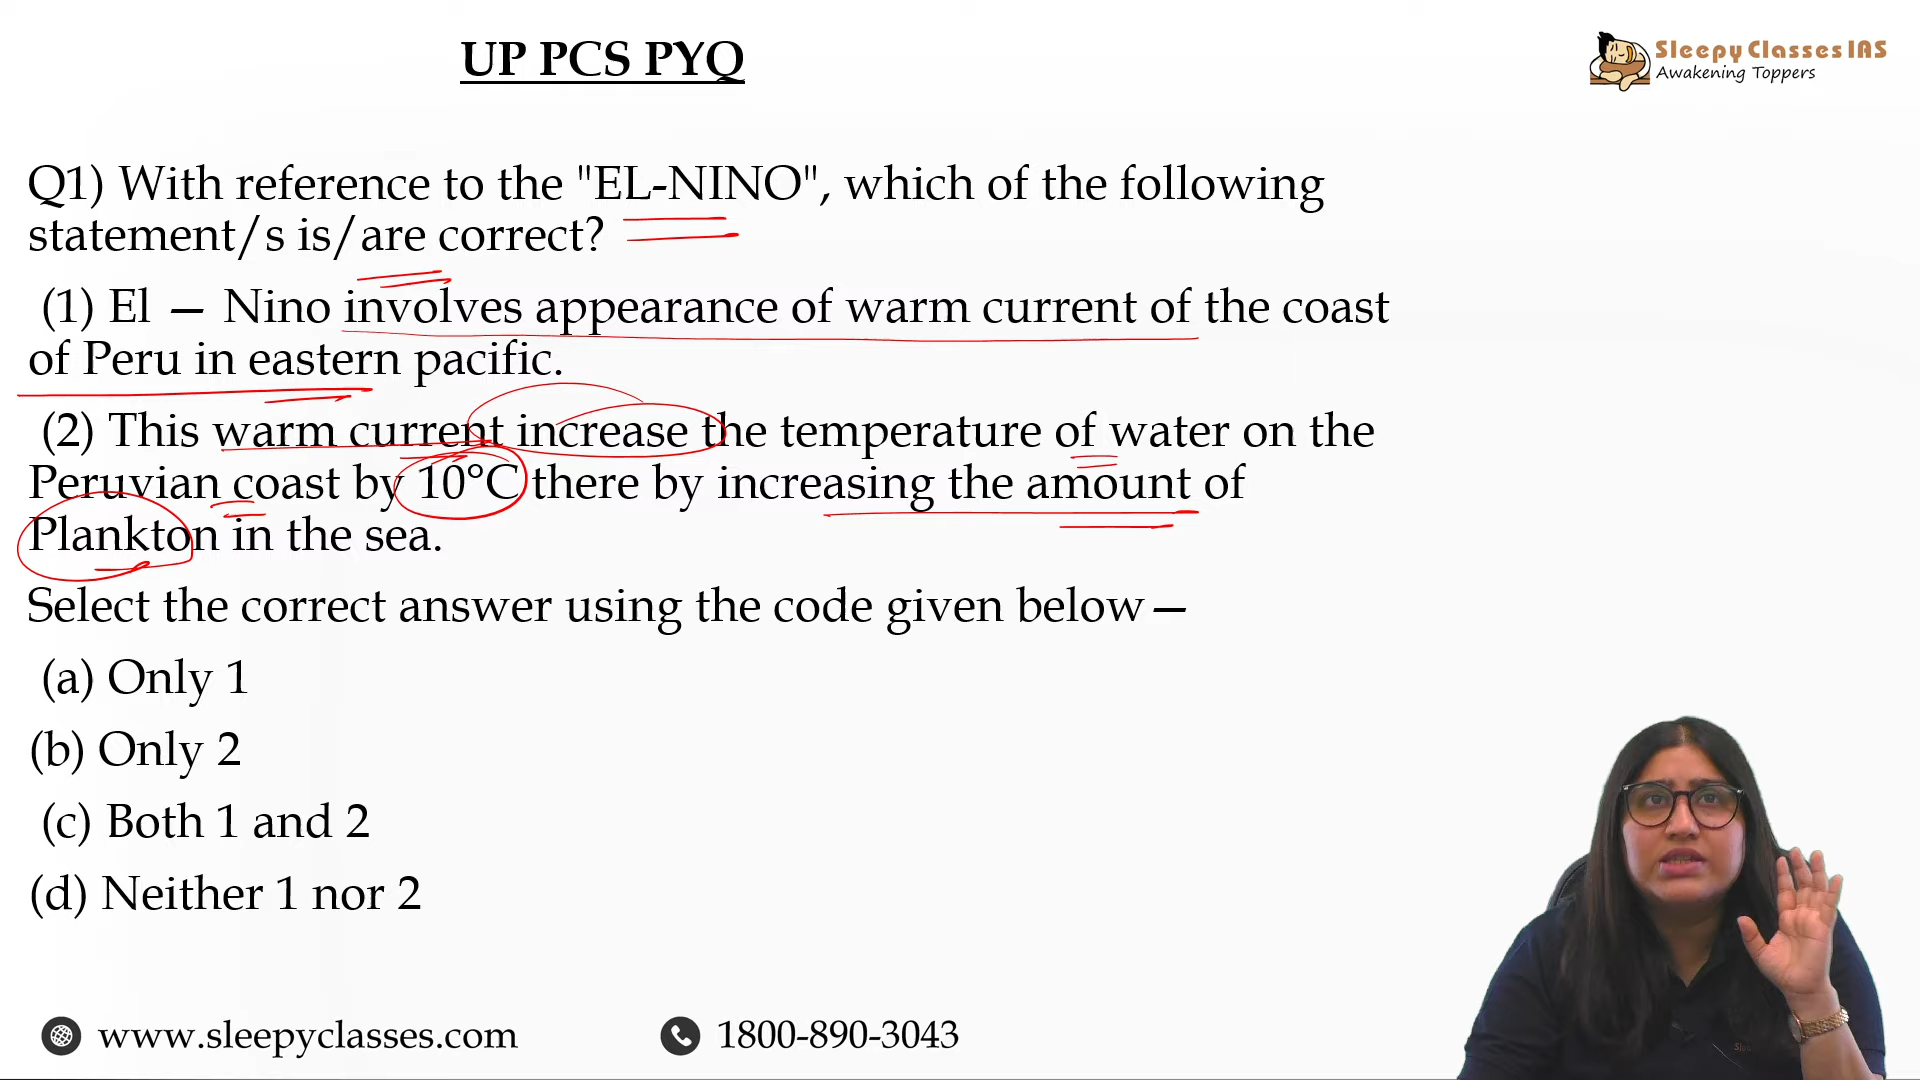 UP PCS PYQ
Sleepy Classes IAS
Awakening Toppers
Q1) With reference to the "EL-NINO", which of the following
statement/s is/are correct?
(1) El — Nino involves appearance of warm current of the coast
of Peru in eastern pacific.
(2) This warm current increase the temperature of water on the
Peruvian coast by 10°C there by increasing the amount of
Plankton in the sea.
Select the correct answer using the code given below—
(a) Only 1
(b) Only 2
(c) Both 1 and 2
(d) Neither 1 nor 2
www.sleepyclasses.com
1800-890-3043